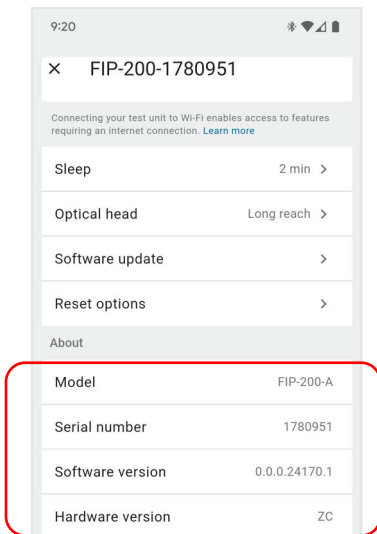 9:20
× FIP-200-1780951
Connecting your test unit to Wi-Fi enables access to features
requiring an internet connection. Learn more
Sleep 2 min >
Optical head Long reach >
Software update >
Reset options >
About
Model FIP-200-A
Serial number 1780951
Software version 0.0.0.24170.1
Hardware version ZC